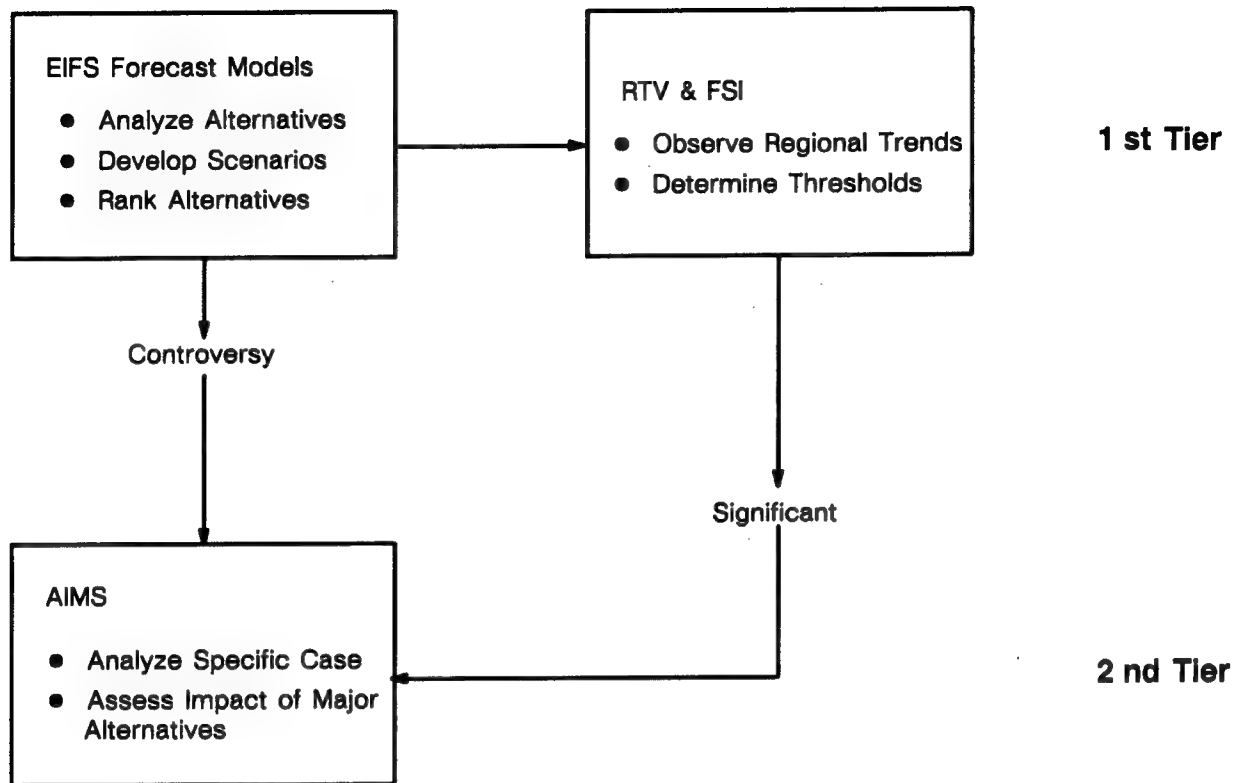 EIFS Forecast Models
● Analyze Alternatives
● Develop Scenarios
● Rank Alternatives
RTV & FSI
● Observe Regional Trends
● Determine Thresholds
1 st Tier
Controversy
Significant
AIMS
● Analyze Specific Case
● Assess Impact of Major
Alternatives
2 nd Tier